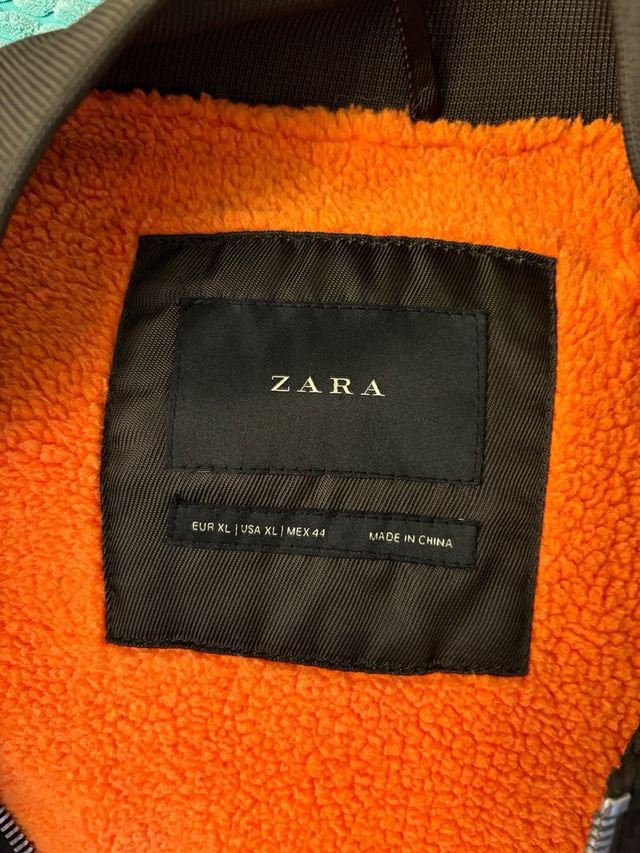 ZARA
EUR XL | USA XL | MEX 44 MADE IN CHINA